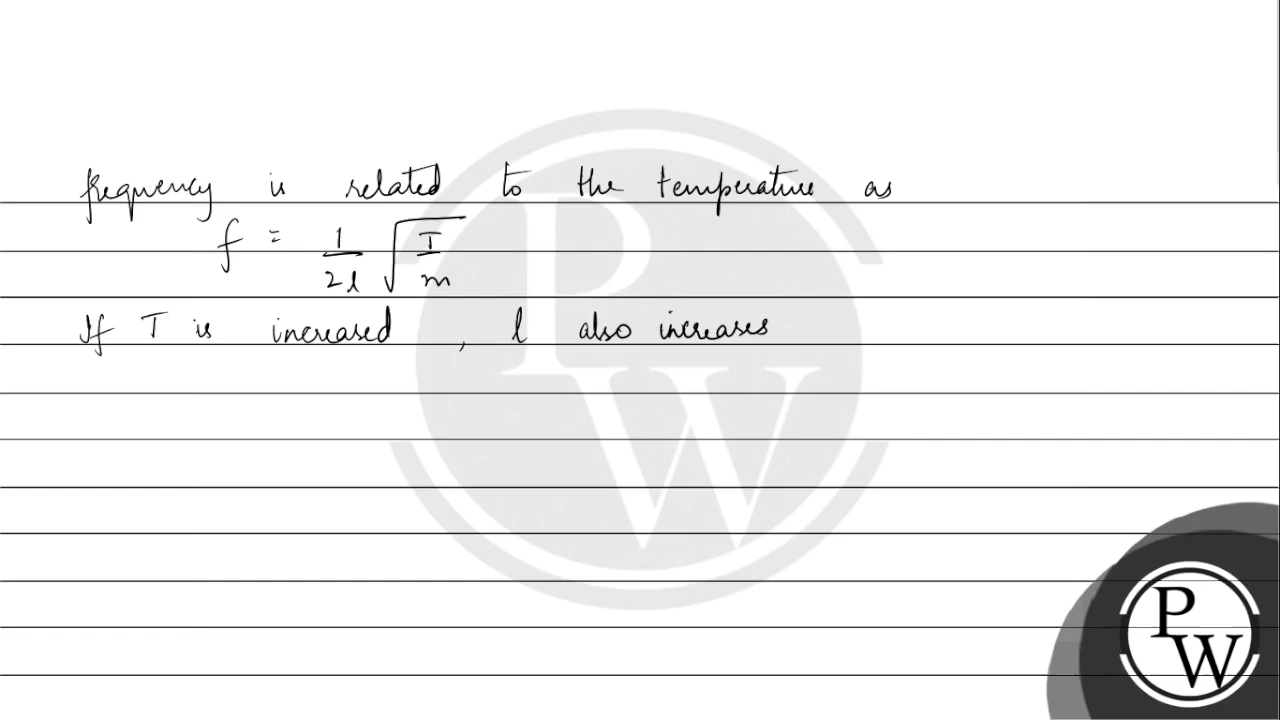 frequency is related to the temperature as
f = 1/2l √T/m
If T is increased, l also increases
P
W
P
W